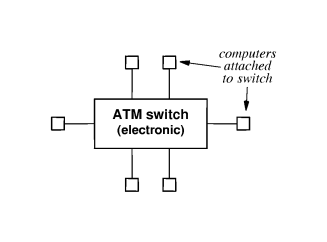 computers
attached
to switch
ATM switch
(electronic)